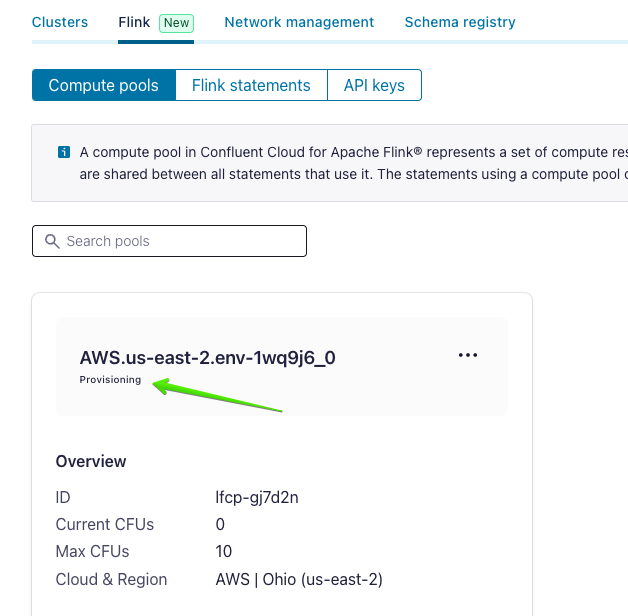 Clusters Flink New Network management Schema registry
Compute pools Flink statements API keys
A compute pool in Confluent Cloud for Apache Flink® represents a set of compute
are shared between all statements that use it. The statements using a compute pool
Search pools
AWS.us-east-2.env-1wq9j6_0
Provisioning
Overview
ID lfcp-gj7d2n
Current CFUs 0
Max CFUs 10
Cloud & Region AWS | Ohio (us-east-2)